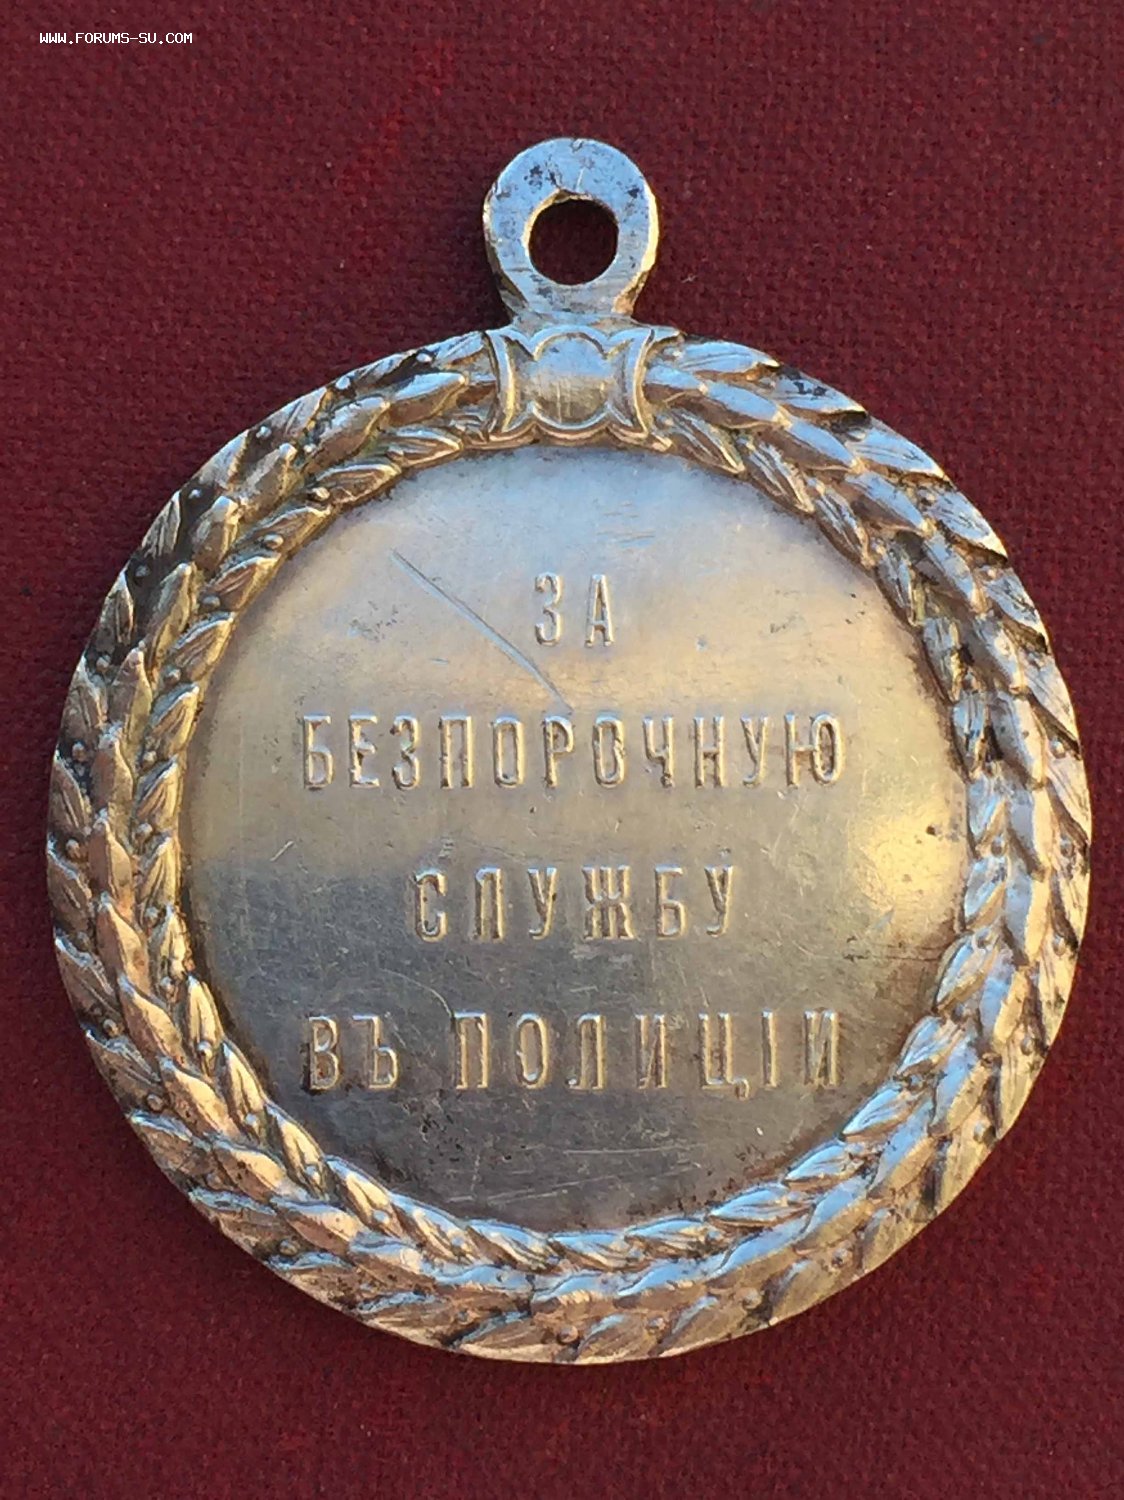 WWW.FORUMS-SU.COM
ЗА
БЕЗПОРОЧНУЮ
СЛУЖБУ
ВЪ ПОЛИЦІИ